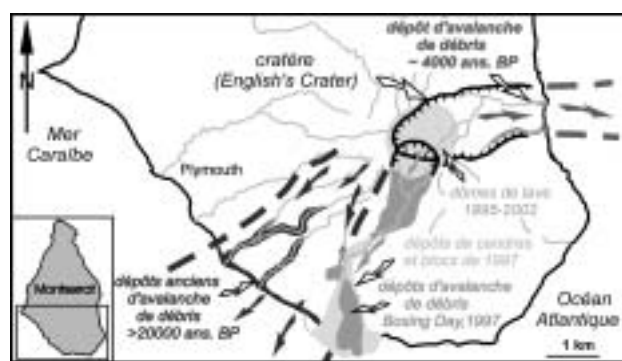 dépôt d'avalanche
de débris
~ 4000 ans. BP
cratère
(English's Crater)
N
Mer
Caraïbe
Plymouth
dômes de lave
1995-2002
dépôts de cendres
et blocs de 1997
Montserrat
dépôts anciens
d'avalanche
de débris
>20000 ans. BP
dépôts d'avalanche
de débris
Boxing Day, 1997
Océan
Atlantique
1 km